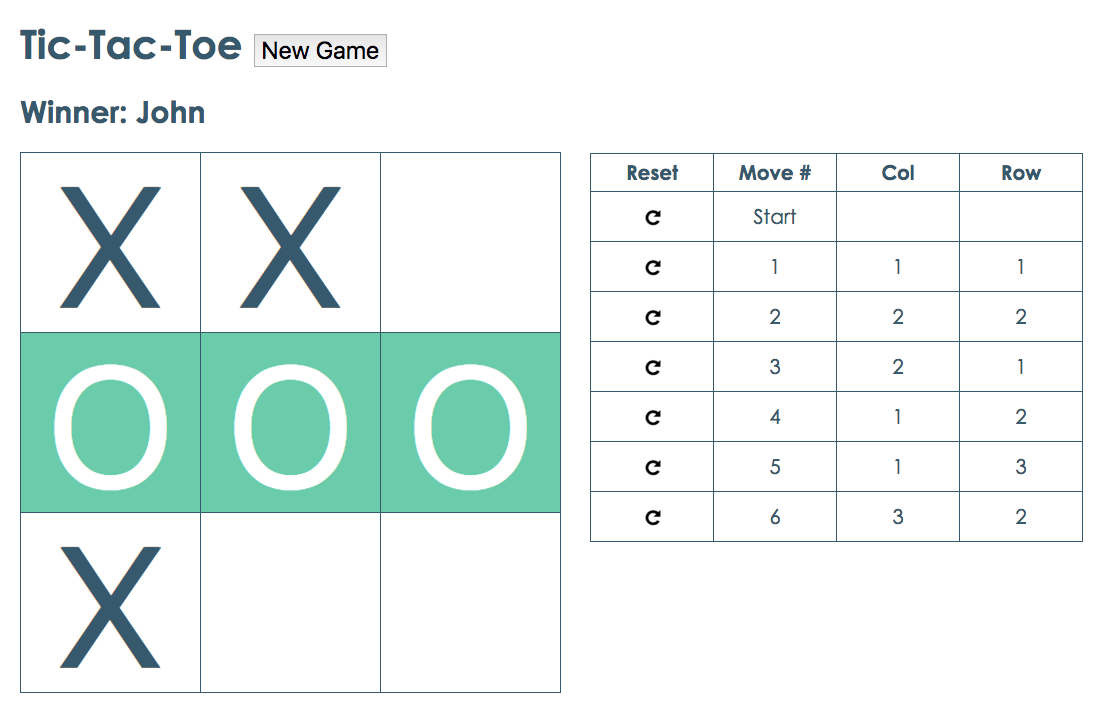 Tic-Tac-Toe New Game
Winner: John
X X
O O O
X
Reset Move # Col Row
Start
1 1 1
2 2 2
3 2 1
4 1 2
5 1 3
6 3 2